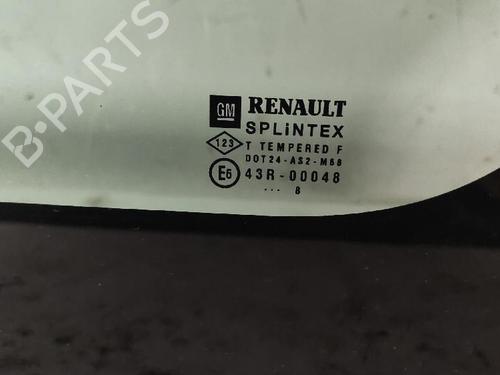 B-PARTS
GM RENAULT
SPLiNTEX
123 T TEMPERED F
DOT24-AS2-M68
E6 43R-00048
... 8